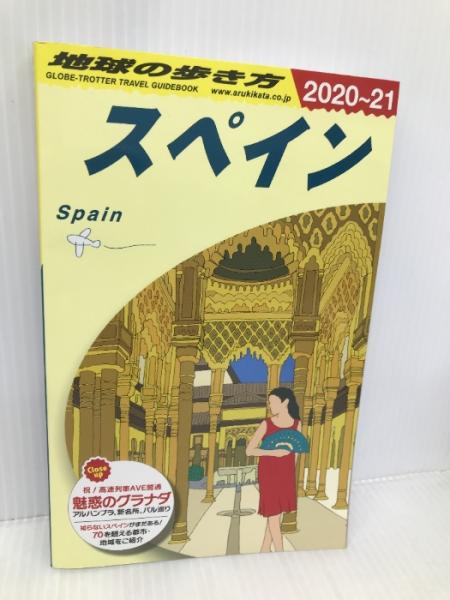 地球の歩き方
GLOBE-TROTTER TRAVEL GUIDEBOOK
www.arukikata.co.jp
2020~21
スペイン
Spain
Close up
祝！高速列車AVE開通
魅惑のグラナダ
アルハンブラ、新名所、バル巡り
知らないスペインがまだある！
70を超える都市・
地域をご紹介